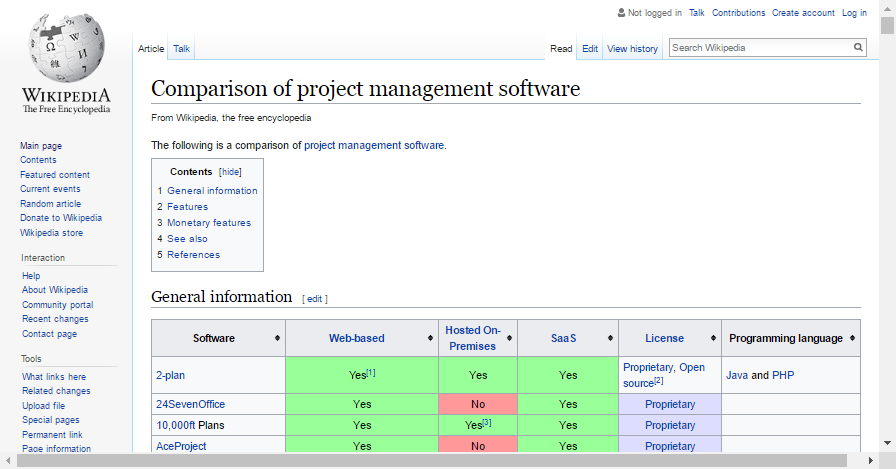 Not logged in Talk Contributions Create account Log in
Article Talk Read Edit View history Search Wikipedia
WIKIPEDIA
The Free Encyclopedia
Main page
Contents
Featured content
Current events
Random article
Donate to Wikipedia
Wikipedia store
Interaction
Help
About Wikipedia
Community portal
Recent changes
Contact page
Tools
What links here
Related changes
Upload file
Special pages
Permanent link
Page information
Comparison of project management software
From Wikipedia, the free encyclopedia
The following is a comparison of project management software.
Contents [hide]
1 General information
2 Features
3 Monetary features
4 See also
5 References
General information [ edit ]
Software Web-based Hosted On-Premises SaaS License Programming language
2-plan Yes[1] Yes Yes Proprietary, Open source[2] Java and PHP
24SevenOffice Yes No Yes Proprietary
10,000ft Plans Yes Yes[3] Yes Proprietary
AceProject Yes No Yes Proprietary